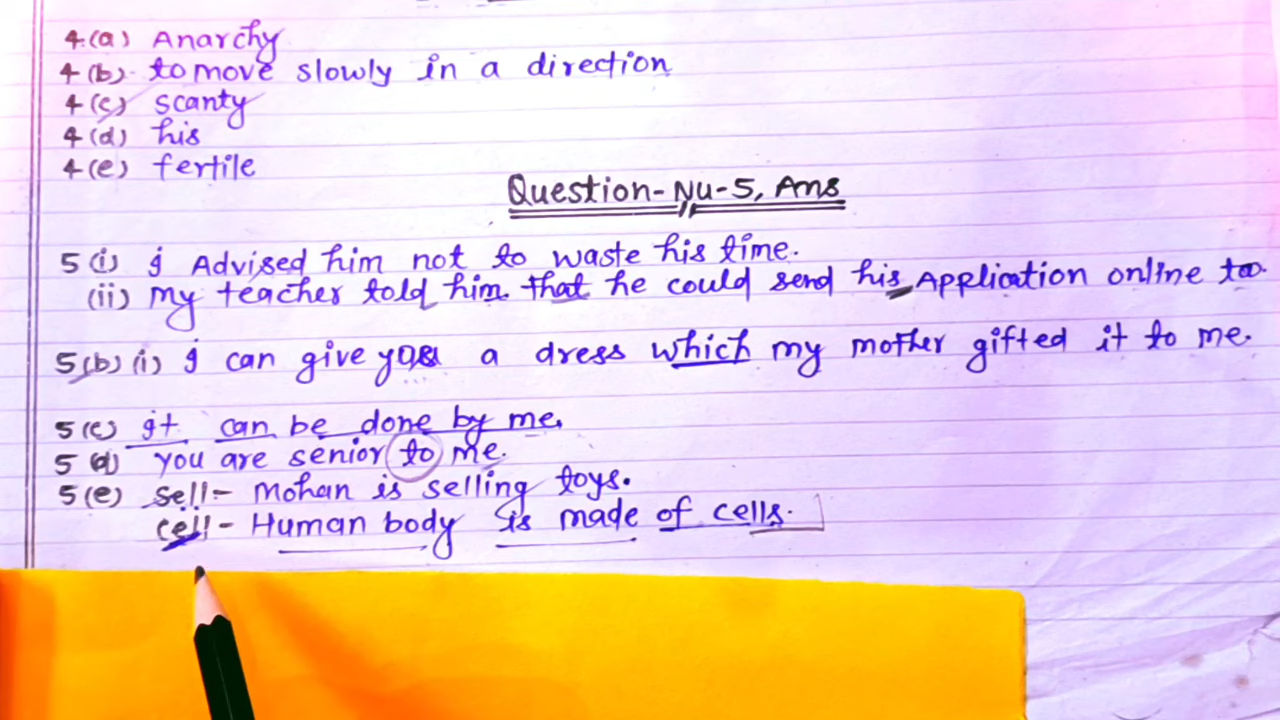 4.(a) Anarchy
4(b). to move slowly in a direction
4(c) scanty
4(d) his
4(e) fertile
Question-Nu-5, Ans
5(i) I Advised him not to waste his time.
(ii) My teacher told him that he could send his Application online too.
5(b)(i) I can give you a dress which my mother gifted it to me.
5(c) It can be done by me.
5(d) You are senior to me.
5(e) Sell- Mohan is selling toys.
cell- Human body is made of cells.